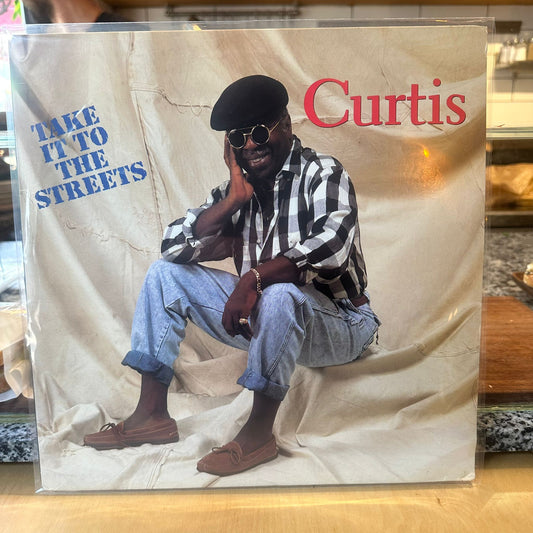 TAKE
IT TO
THE
STREETS
Curtis